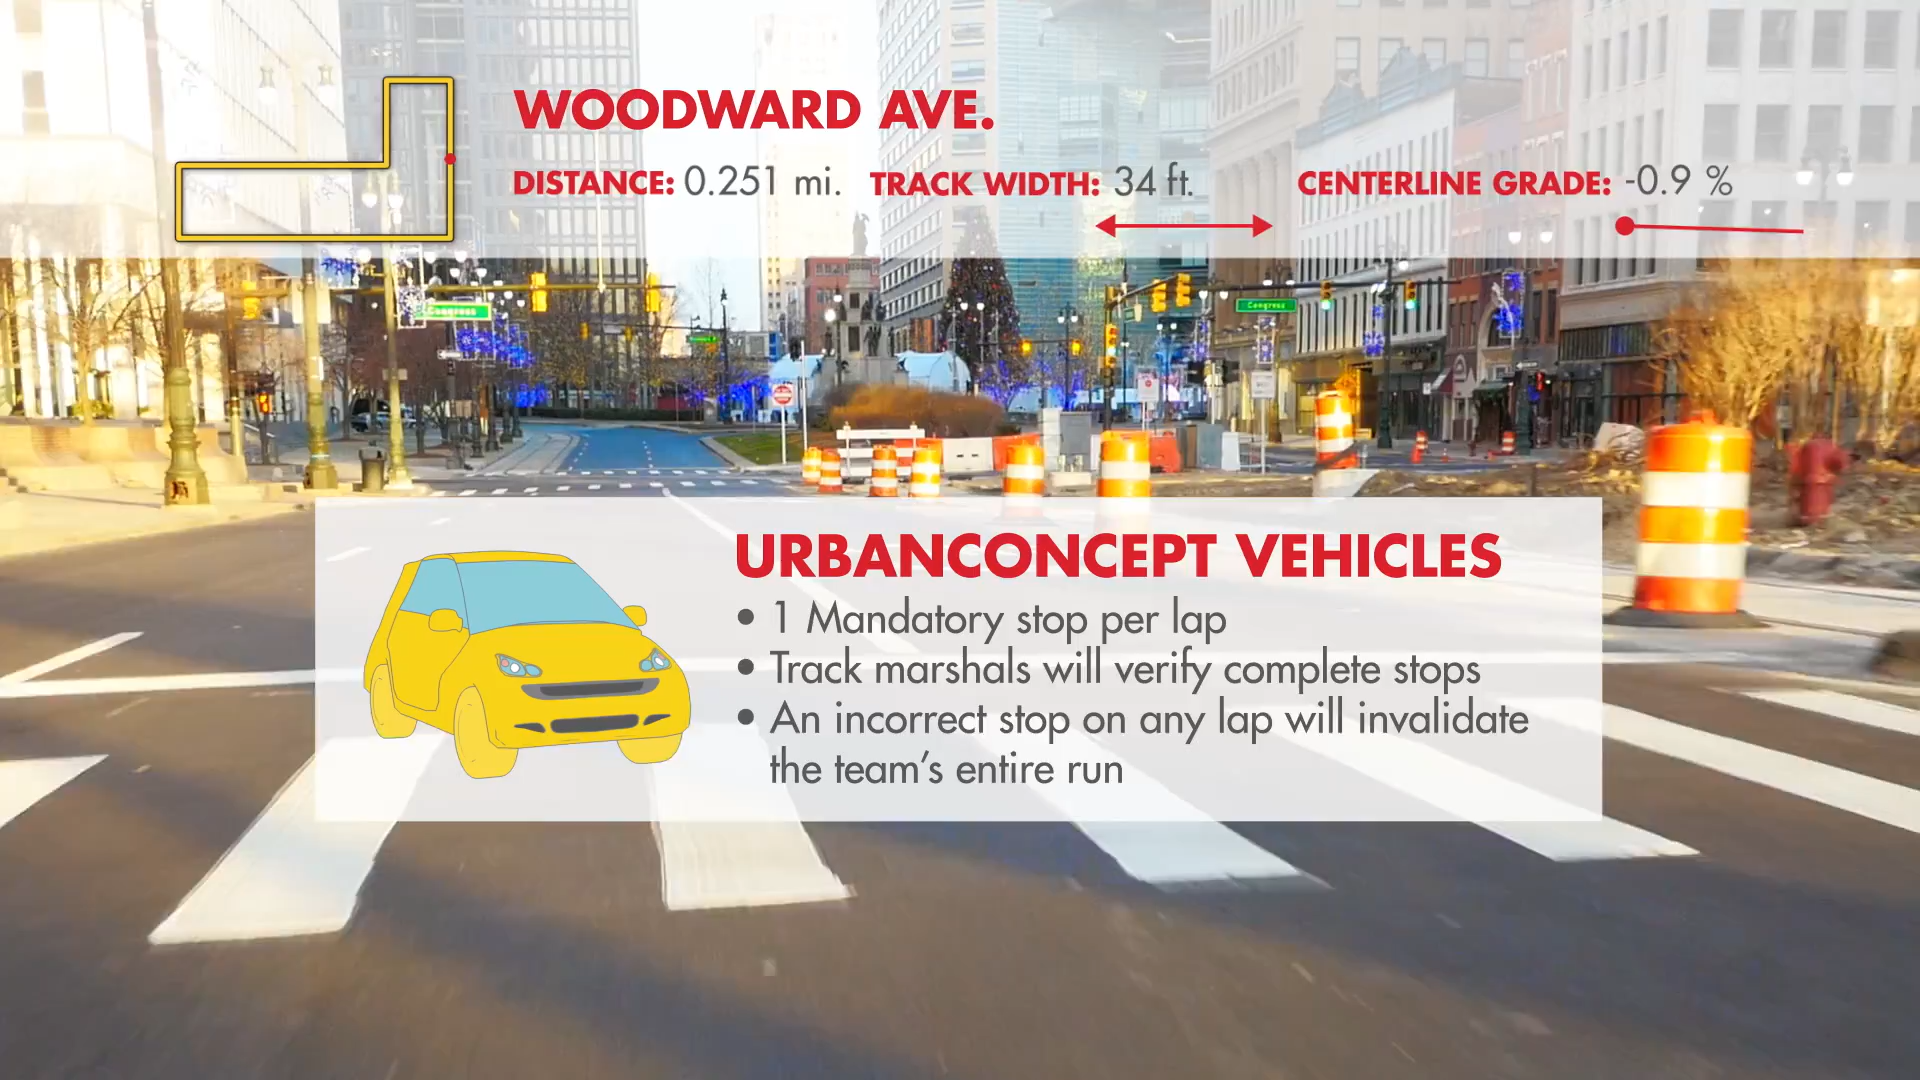 WOODWARD AVE.
DISTANCE: 0.251 mi. TRACK WIDTH: 34 ft. CENTERLINE GRADE: -0.9 %
Congress
Congress
URBANCONCEPT VEHICLES
• 1 Mandatory stop per lap
• Track marshals will verify complete stops
• An incorrect stop on any lap will invalidate
the team's entire run